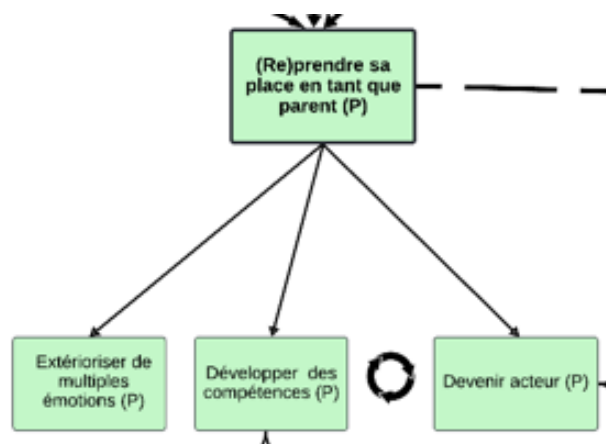 (Re)prendre sa
place en tant que
parent (P)
Extérioriser de
multiples
émotions (P)
Développer des
compétences (P)
Devenir acteur (P)